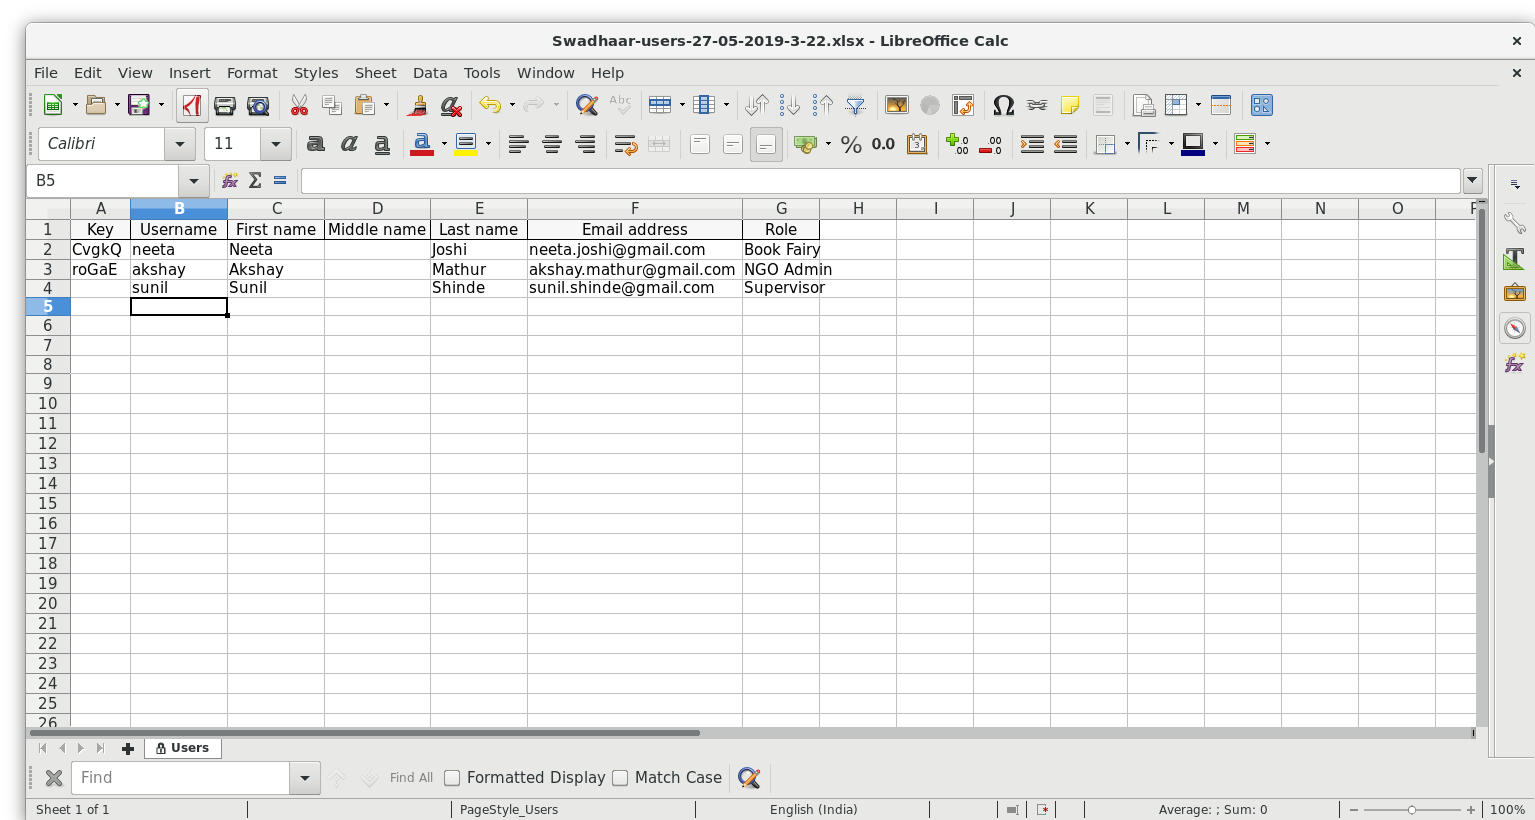 Swadhaar-users-27-05-2019-3-22.xlsx - LibreOffice Calc
File Edit View Insert Format Styles Sheet Data Tools Window Help
Abc
Calibri 11 a a a a % 0.0
B5 fx Σ =
A B C D E F G H I J K L M N O P
1 Key Username First name Middle name Last name Email address Role
2 CvgkQ neeta Neeta Joshi neeta.joshi@gmail.com Book Fairy
3 roGaE akshay Akshay Mathur akshay.mathur@gmail.com NGO Admin
4 sunil Sunil Shinde sunil.shinde@gmail.com Supervisor
5
6
7
8
9
10
11
12
13
14
15
16
17
18
19
20
21
22
23
24
25
26
Users
Find Find All Formatted Display Match Case
Sheet 1 of 1 PageStyle_Users English (India) Average: ; Sum: 0 100%